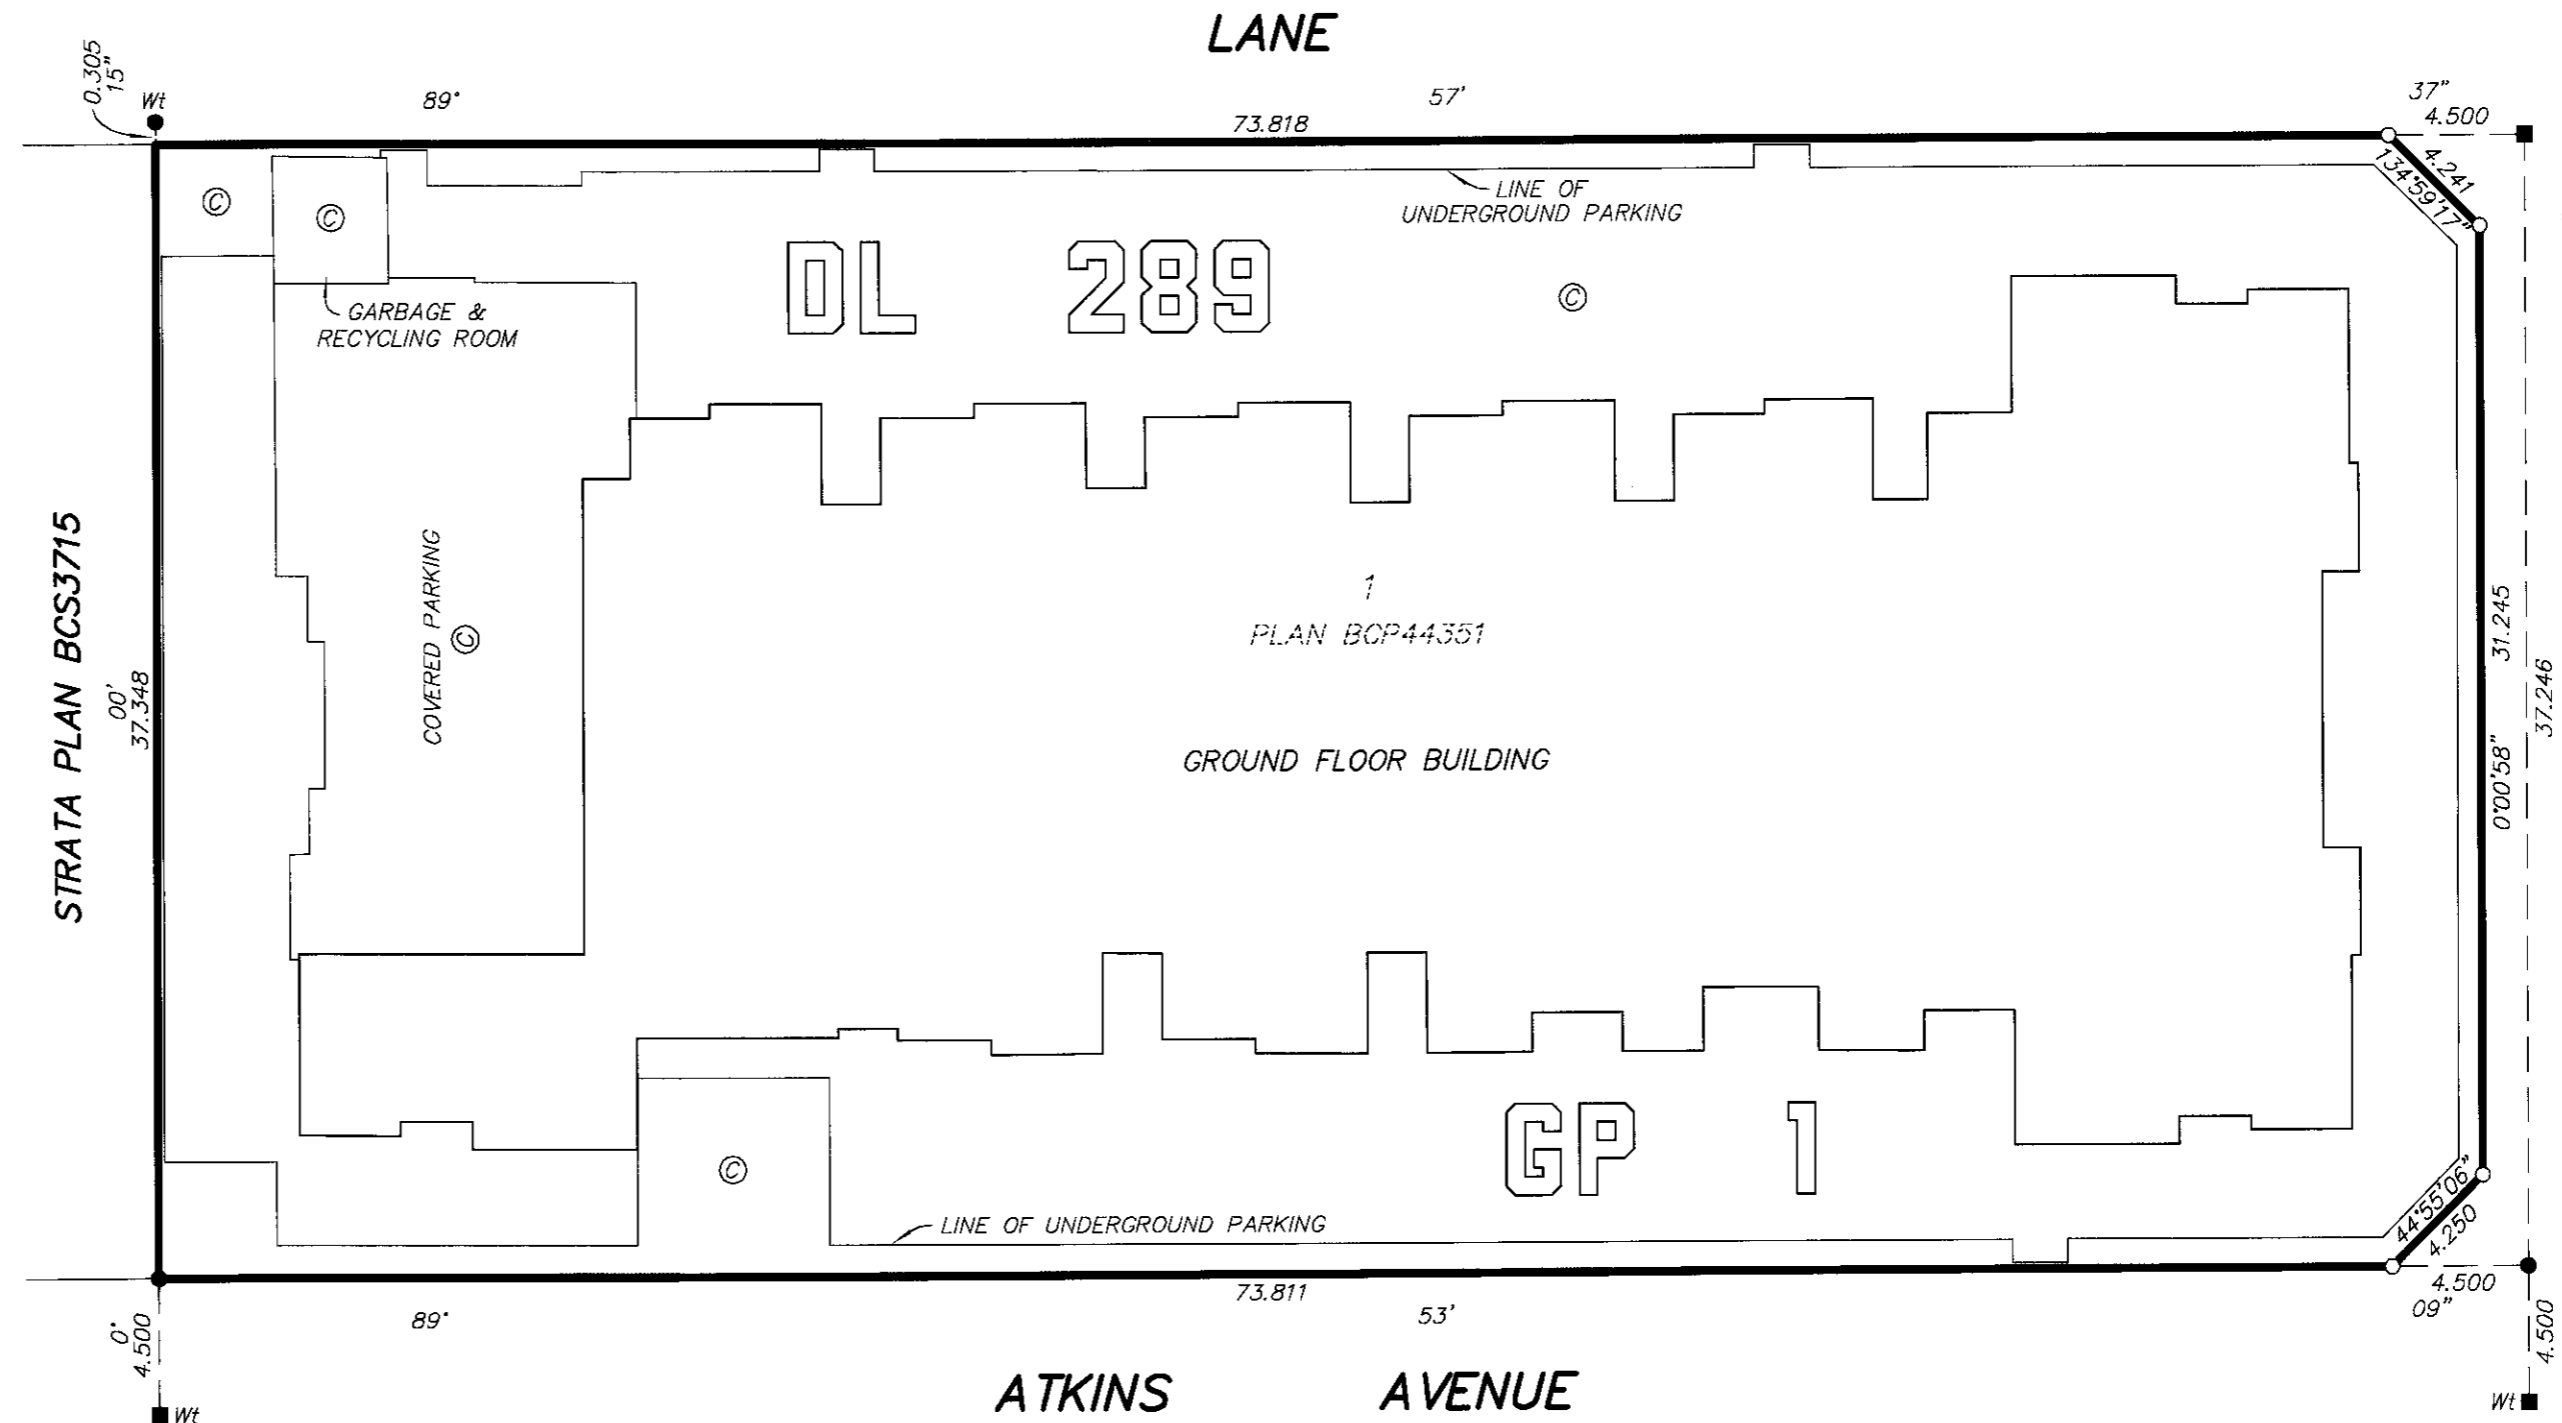 LANE
0.305
15"
Wt
89°
57'
37"
73.818
4.500
4.241
134°59'17"
LINE OF
UNDERGROUND PARKING
©
©
DL 289
©
GARBAGE &
RECYCLING ROOM
STRATA PLAN BCS3715
00'
37.348
COVERED PARKING
©
1
PLAN BCP44351
GROUND FLOOR BUILDING
31.245
0°00'58"
37.246
GP 1
©
LINE OF UNDERGROUND PARKING
44°55'06"
4.250
73.811
4.500
89°
53'
09"
0°
4.500
4.500
ATKINS AVENUE
Wt
Wt